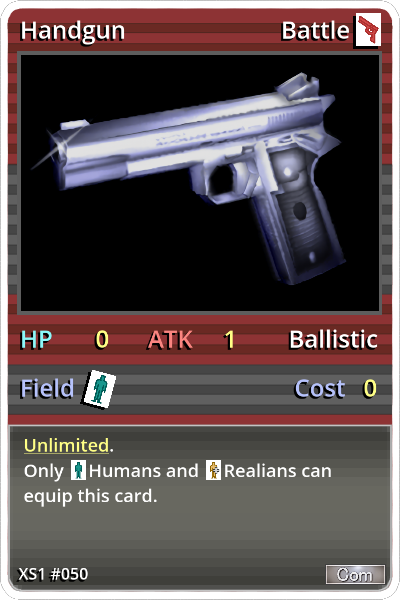 Handgun Battle
HP 0 ATK 1 Ballistic
Field Cost 0
Unlimited.
Only Humans and Realians can
equip this card.
XS1 #050 Com